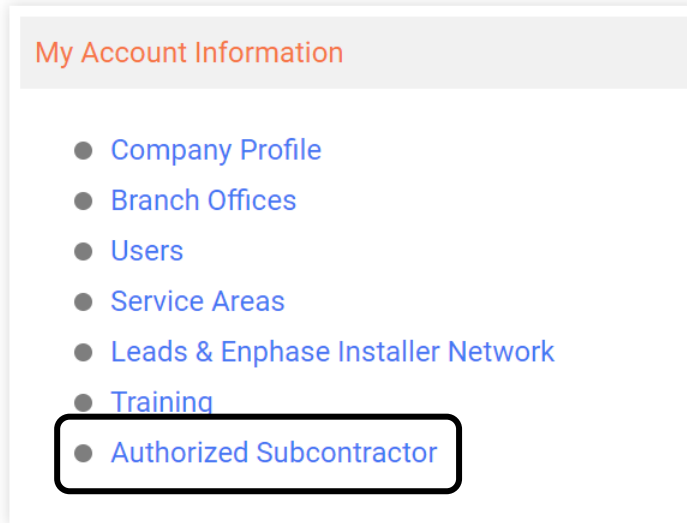 My Account Information
Company Profile
Branch Offices
Users
Service Areas
Leads & Enphase Installer Network
Training
Authorized Subcontractor